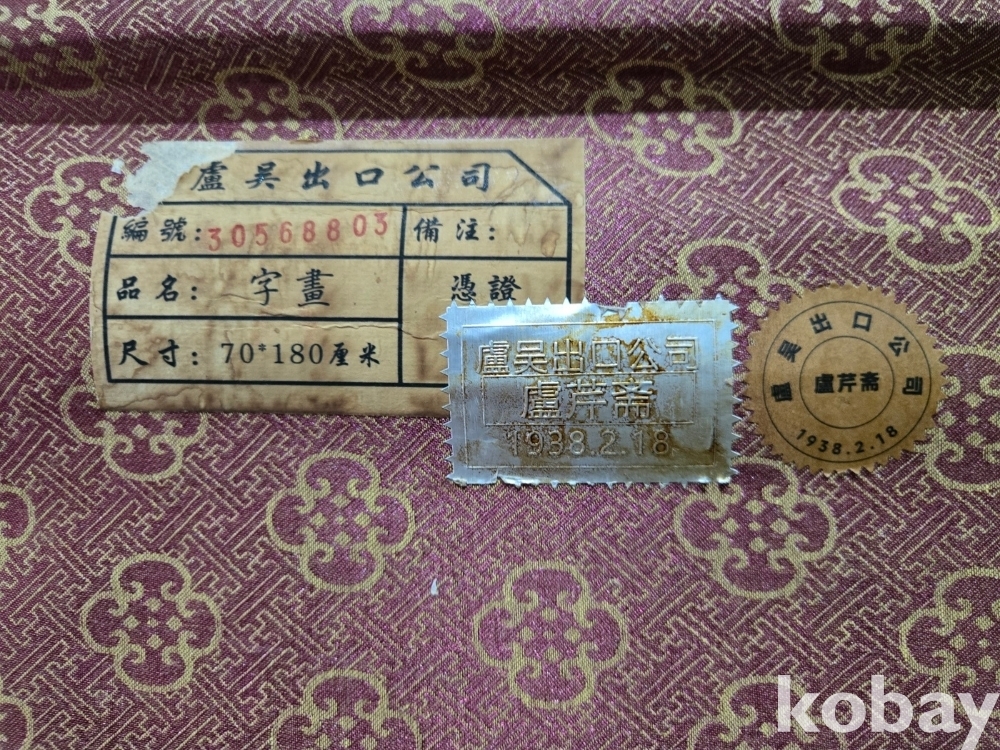 盧吴出口公司
編號:30568803
備注:
品名: 字畫
憑證
尺寸: 70*180厘米
盧吴出口公司
盧芹斋
1938.2.18
盧吴出口公司
盧芹斋
1938.2.18
kobay